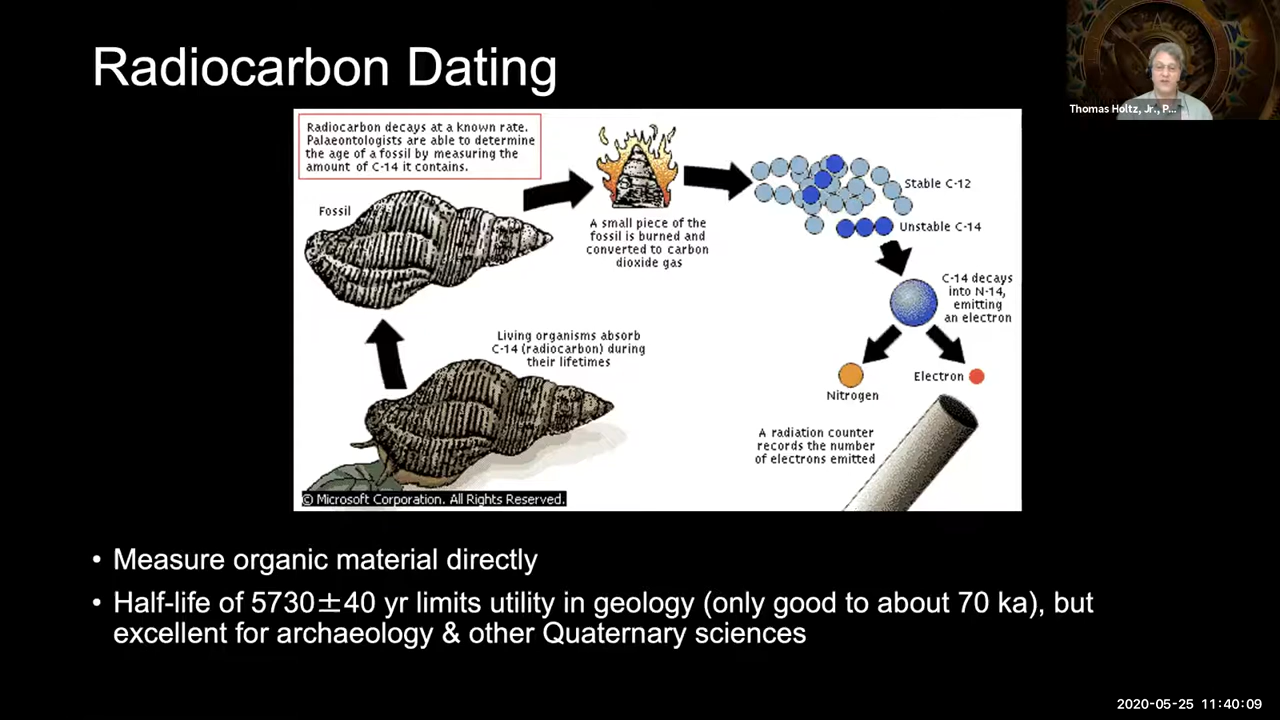 Radiocarbon Dating
Thomas Holtz, Jr., P...
Radiocarbon decays at a known rate.
Palaeontologists are able to determine
the age of a fossil by measuring the
amount of C-14 it contains.
Fossil
A small piece of the
fossil is burned and
converted to carbon
dioxide gas
Stable C-12
Unstable C-14
C-14 decays
into N-14,
emitting
an electron
Nitrogen
Electron
Living organisms absorb
C-14 (radiocarbon) during
their lifetimes
A radiation counter
records the number
of electrons emitted
© Microsoft Corporation. All Rights Reserved.
• Measure organic material directly
• Half-life of 5730±40 yr limits utility in geology (only good to about 70 ka), but
excellent for archaeology & other Quaternary sciences
2020-05-25 11:40:09